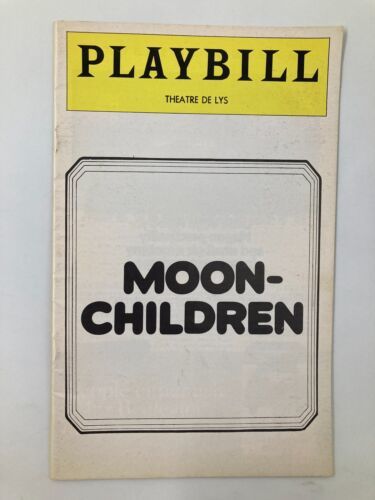 PLAYBILL
THEATRE DE LYS
MOON-
CHILDREN